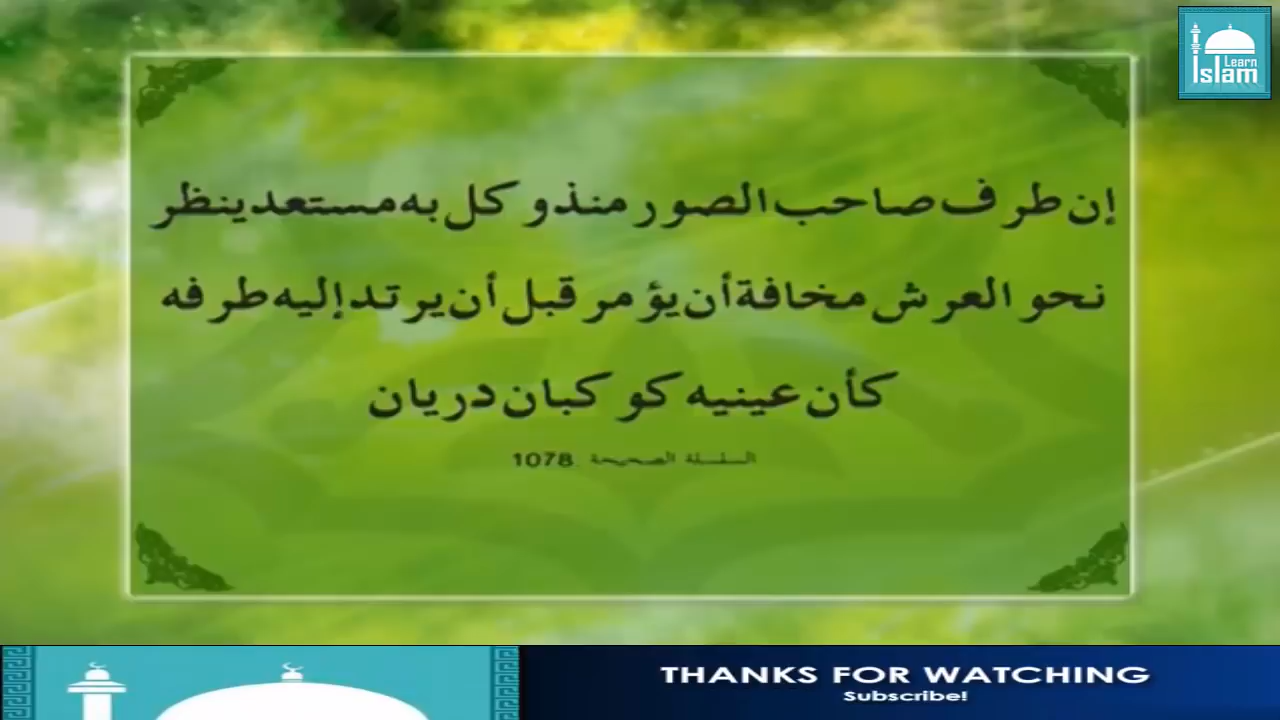 Learn
Islam
إن طرف صاحب الصور منذ وكل به مستعد ينظر
نحو العرش مخافة أن يؤمر قبل أن يرتد إليه طرفه
كأن عينيه كوكبان دريان
السلسلة الصحيحة 1078
THANKS FOR WATCHING
Subscribe!